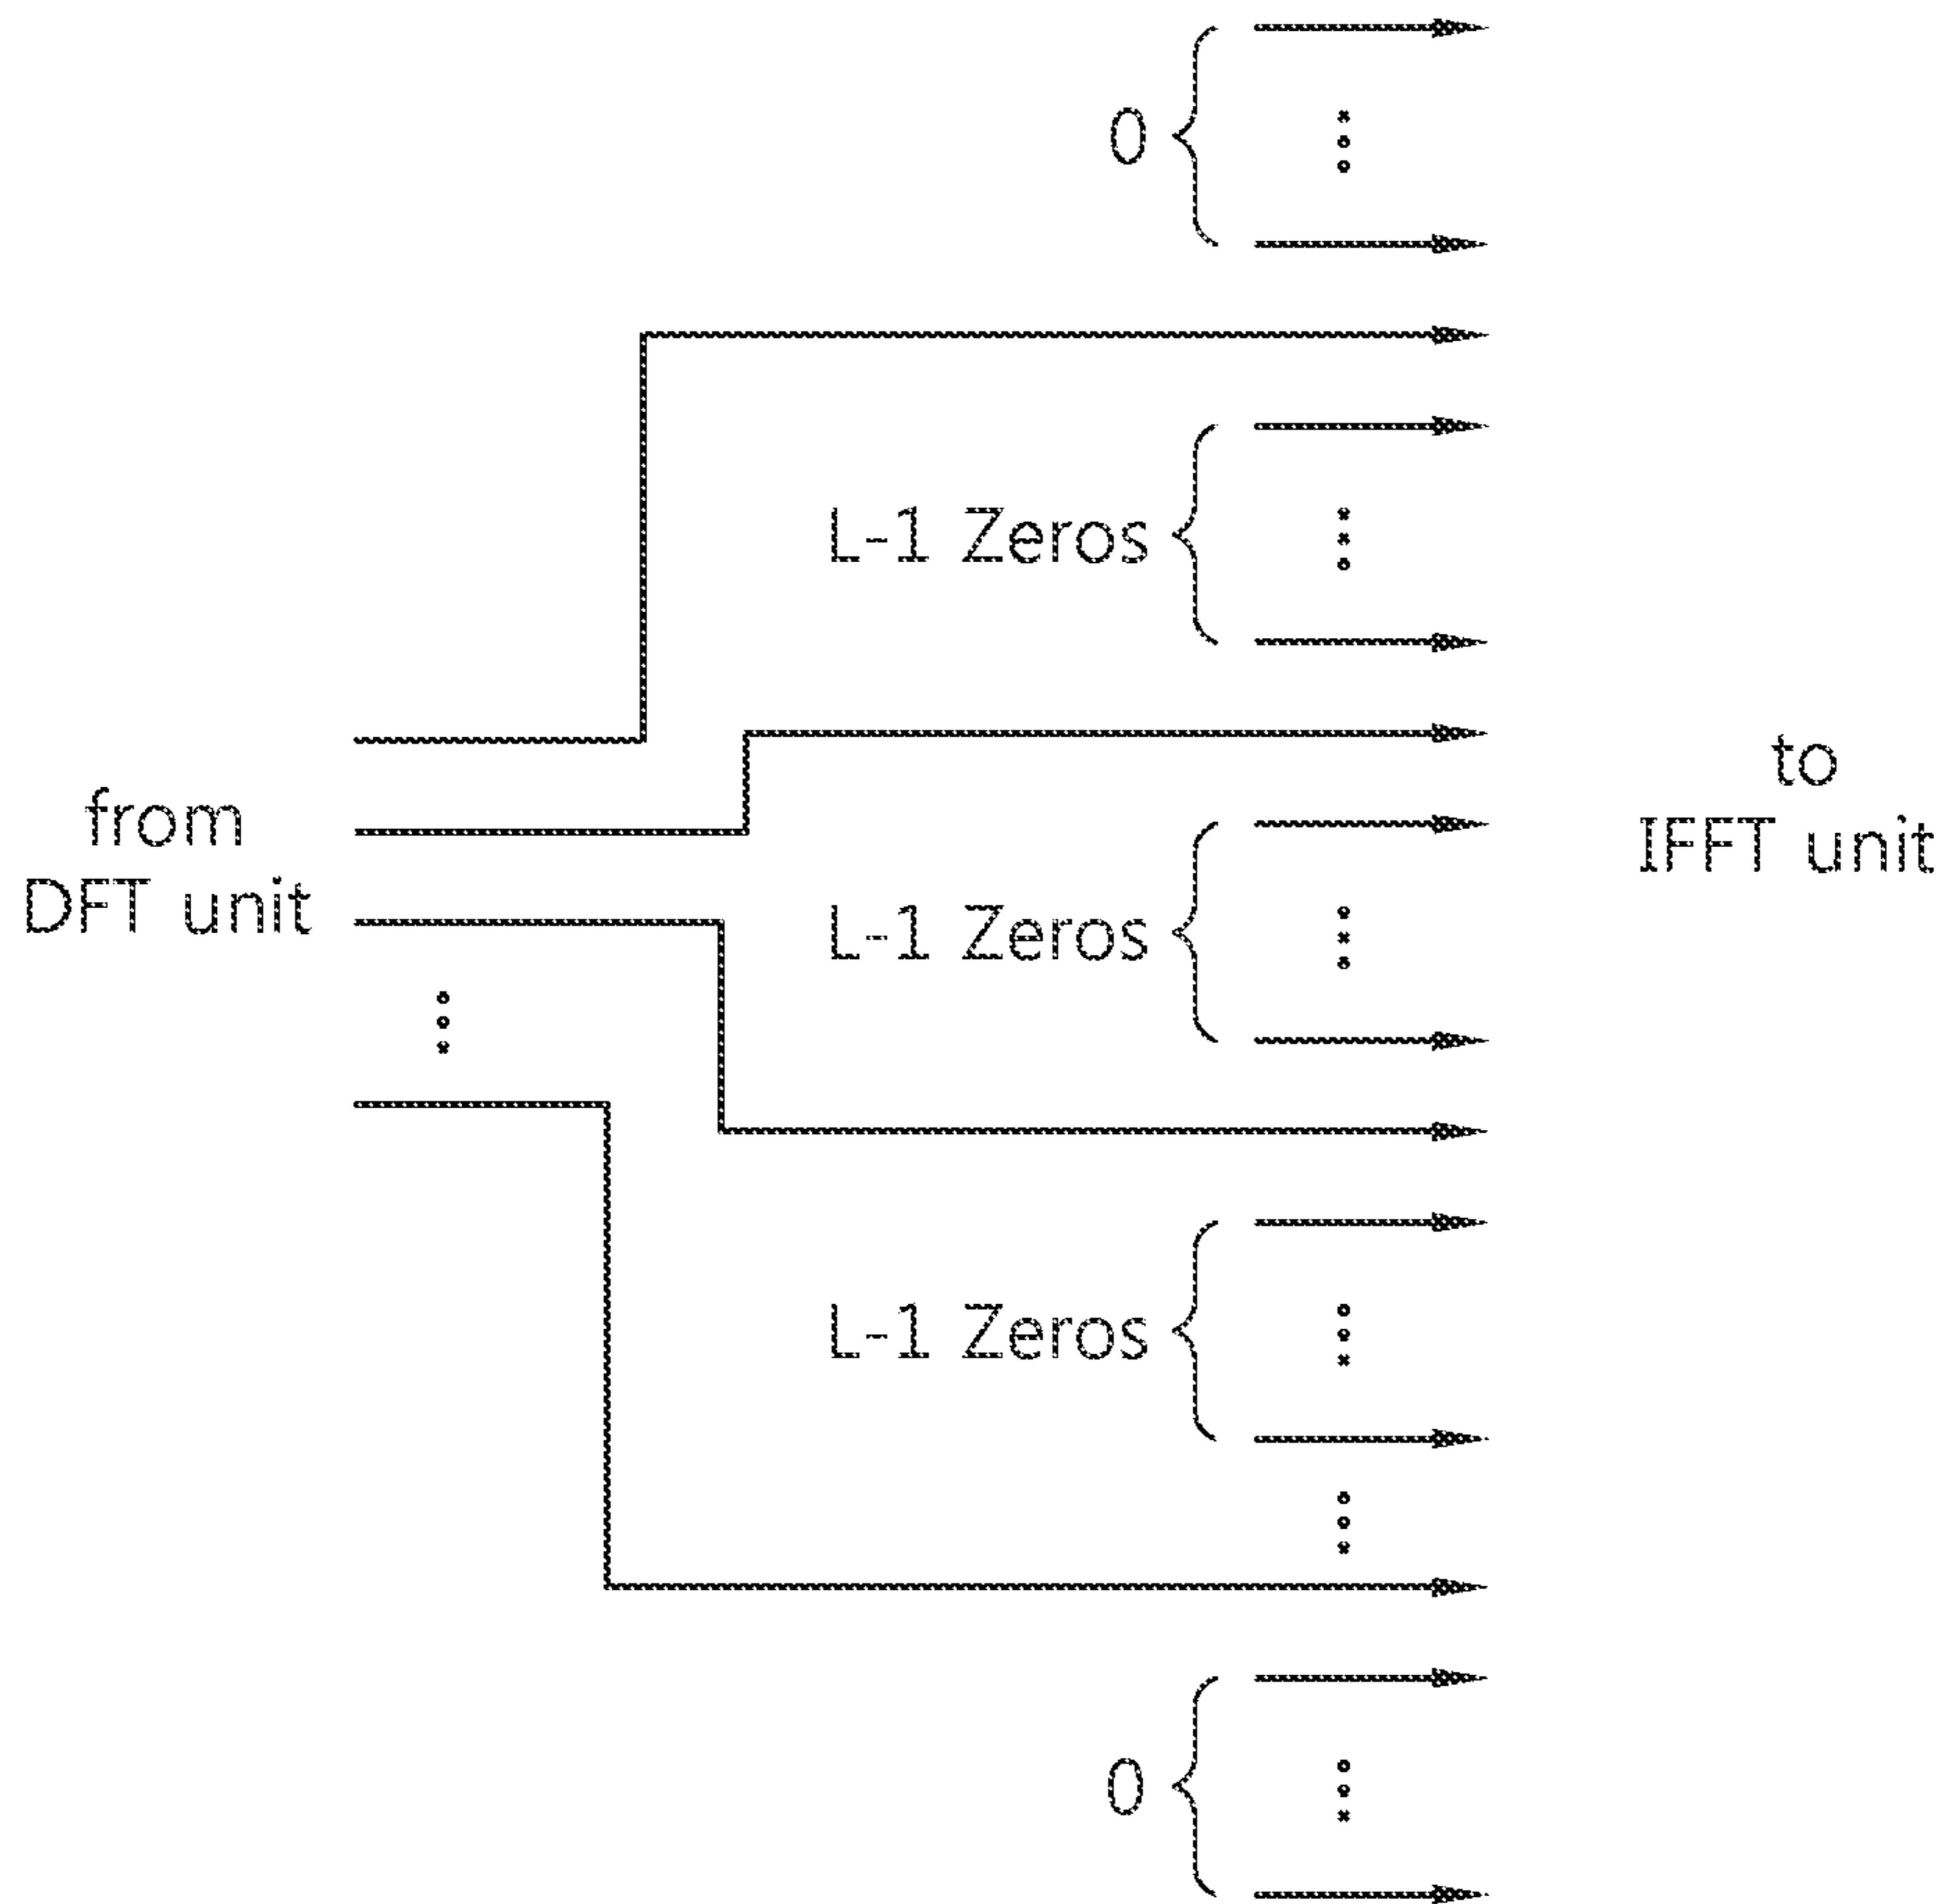 0
L-1 Zeros
from
DFT unit
to
IFFT unit
L-1 Zeros
L-1 Zeros
0